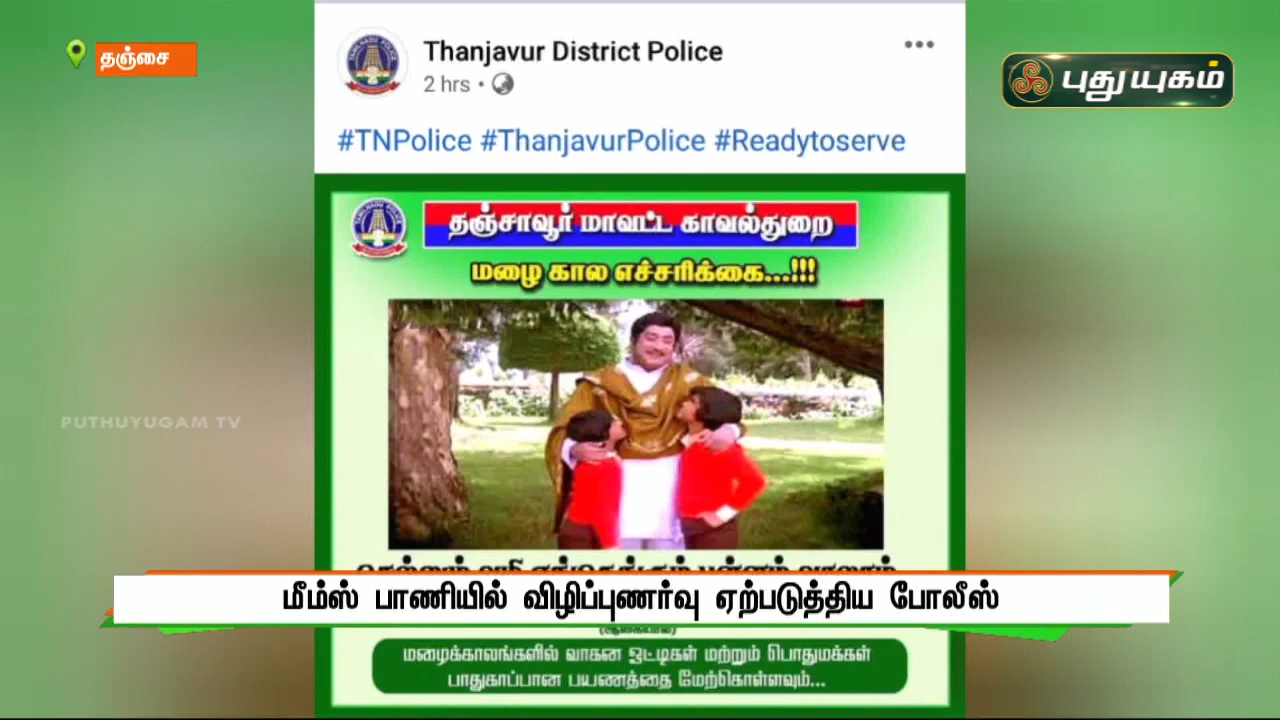 தஞ்சை
Thanjavur District Police
2 hrs
புதுயுகம்
#TNPolice #ThanjavurPolice #Readytoserve
தஞ்சாவூர் மாவட்ட காவல்துறை
மழை கால எச்சரிக்கை...!!!
PUTHUYUGAM TV
மீம்ஸ் பாணியில் விழிப்புணர்வு ஏற்படுத்திய போலீஸ்
மழைக்காலங்களில் வாகன ஓட்டிகள் மற்றும் பொதுமக்கள்
பாதுகாப்பான பயணத்தை மேற்கொள்ளவும்...